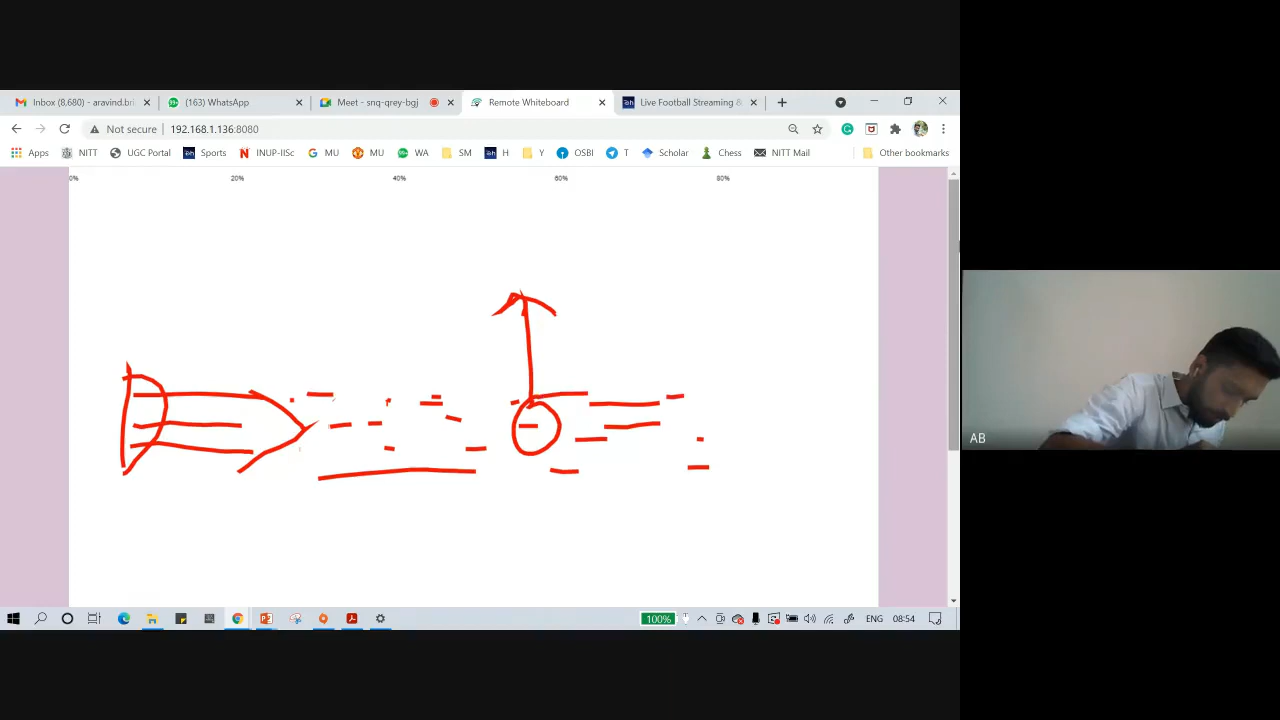 Inbox (8,680) - aravind.bri
(163) WhatsApp
Meet - snq-qrey-bgj
Remote Whiteboard
Live Football Streaming &
Not secure 192.168.1.136:8080
Apps NITT UGC Portal Sports INUP-IISc MU MU WA SM H Y OSBI T Scholar Chess NITT Mail Other bookmarks
0% 20% 40% 60% 80%
AB
100% ENG 08:54